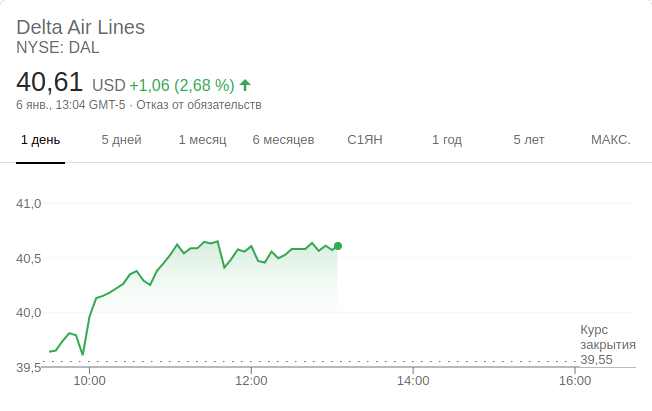 Delta Air Lines
NYSE: DAL
40,61 USD +1,06 (2,68 %)
6 янв., 13:04 GMT-5 · Отказ от обязательств
1 день 5 дней 1 месяц 6 месяцев С1ЯН 1 год 5 лет МАКС.
41,0
40,5
40,0
39,5
Курс
закрытия
39,55
10:00 12:00 14:00 16:00